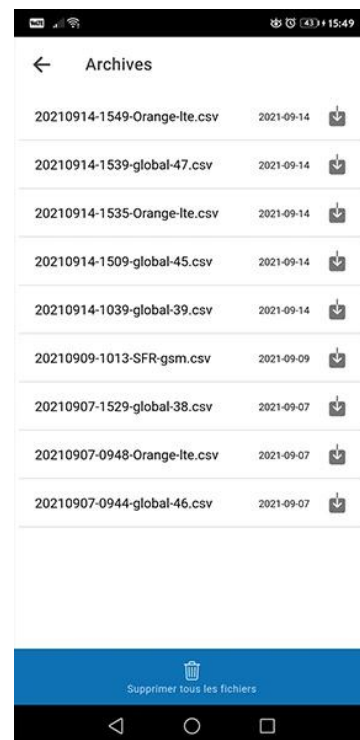 43 15:49
Archives
20210914-1549-Orange-lte.csv 2021-09-14
20210914-1539-global-47.csv 2021-09-14
20210914-1535-Orange-lte.csv 2021-09-14
20210914-1509-global-45.csv 2021-09-14
20210914-1039-global-39.csv 2021-09-14
20210909-1013-SFR-gsm.csv 2021-09-09
20210907-1529-global-38.csv 2021-09-07
20210907-0948-Orange-lte.csv 2021-09-07
20210907-0944-global-46.csv 2021-09-07
Supprimer tous les fichiers